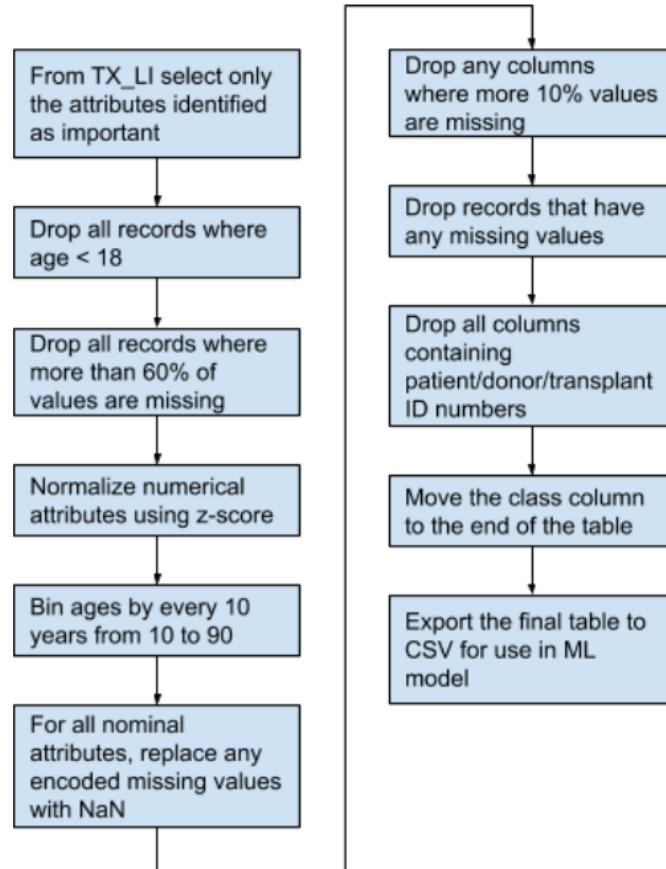 From TX_LI select only
the attributes identified
as important
Drop all records where
age < 18
Drop all records where
more than 60% of
values are missing
Normalize numerical
attributes using z-score
Bin ages by every 10
years from 10 to 90
For all nominal
attributes, replace any
encoded missing values
with NaN
Drop any columns
where more 10% values
are missing
Drop records that have
any missing values
Drop all columns
containing
patient/donor/transplant
ID numbers
Move the class column
to the end of the table
Export the final table to
CSV for use in ML
model